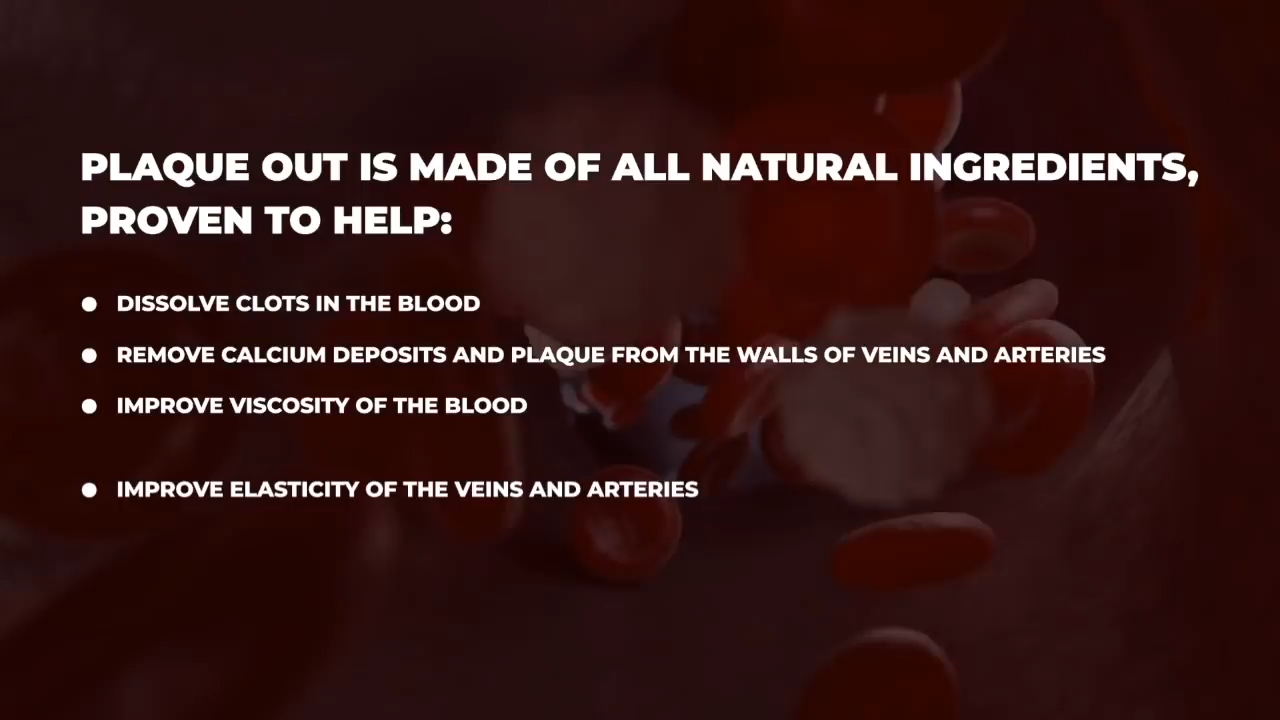 PLAQUE OUT IS MADE OF ALL NATURAL INGREDIENTS,
PROVEN TO HELP:
● DISSOLVE CLOTS IN THE BLOOD
● REMOVE CALCIUM DEPOSITS AND PLAQUE FROM THE WALLS OF VEINS AND ARTERIES
● IMPROVE VISCOSITY OF THE BLOOD
● IMPROVE ELASTICITY OF THE VEINS AND ARTERIES